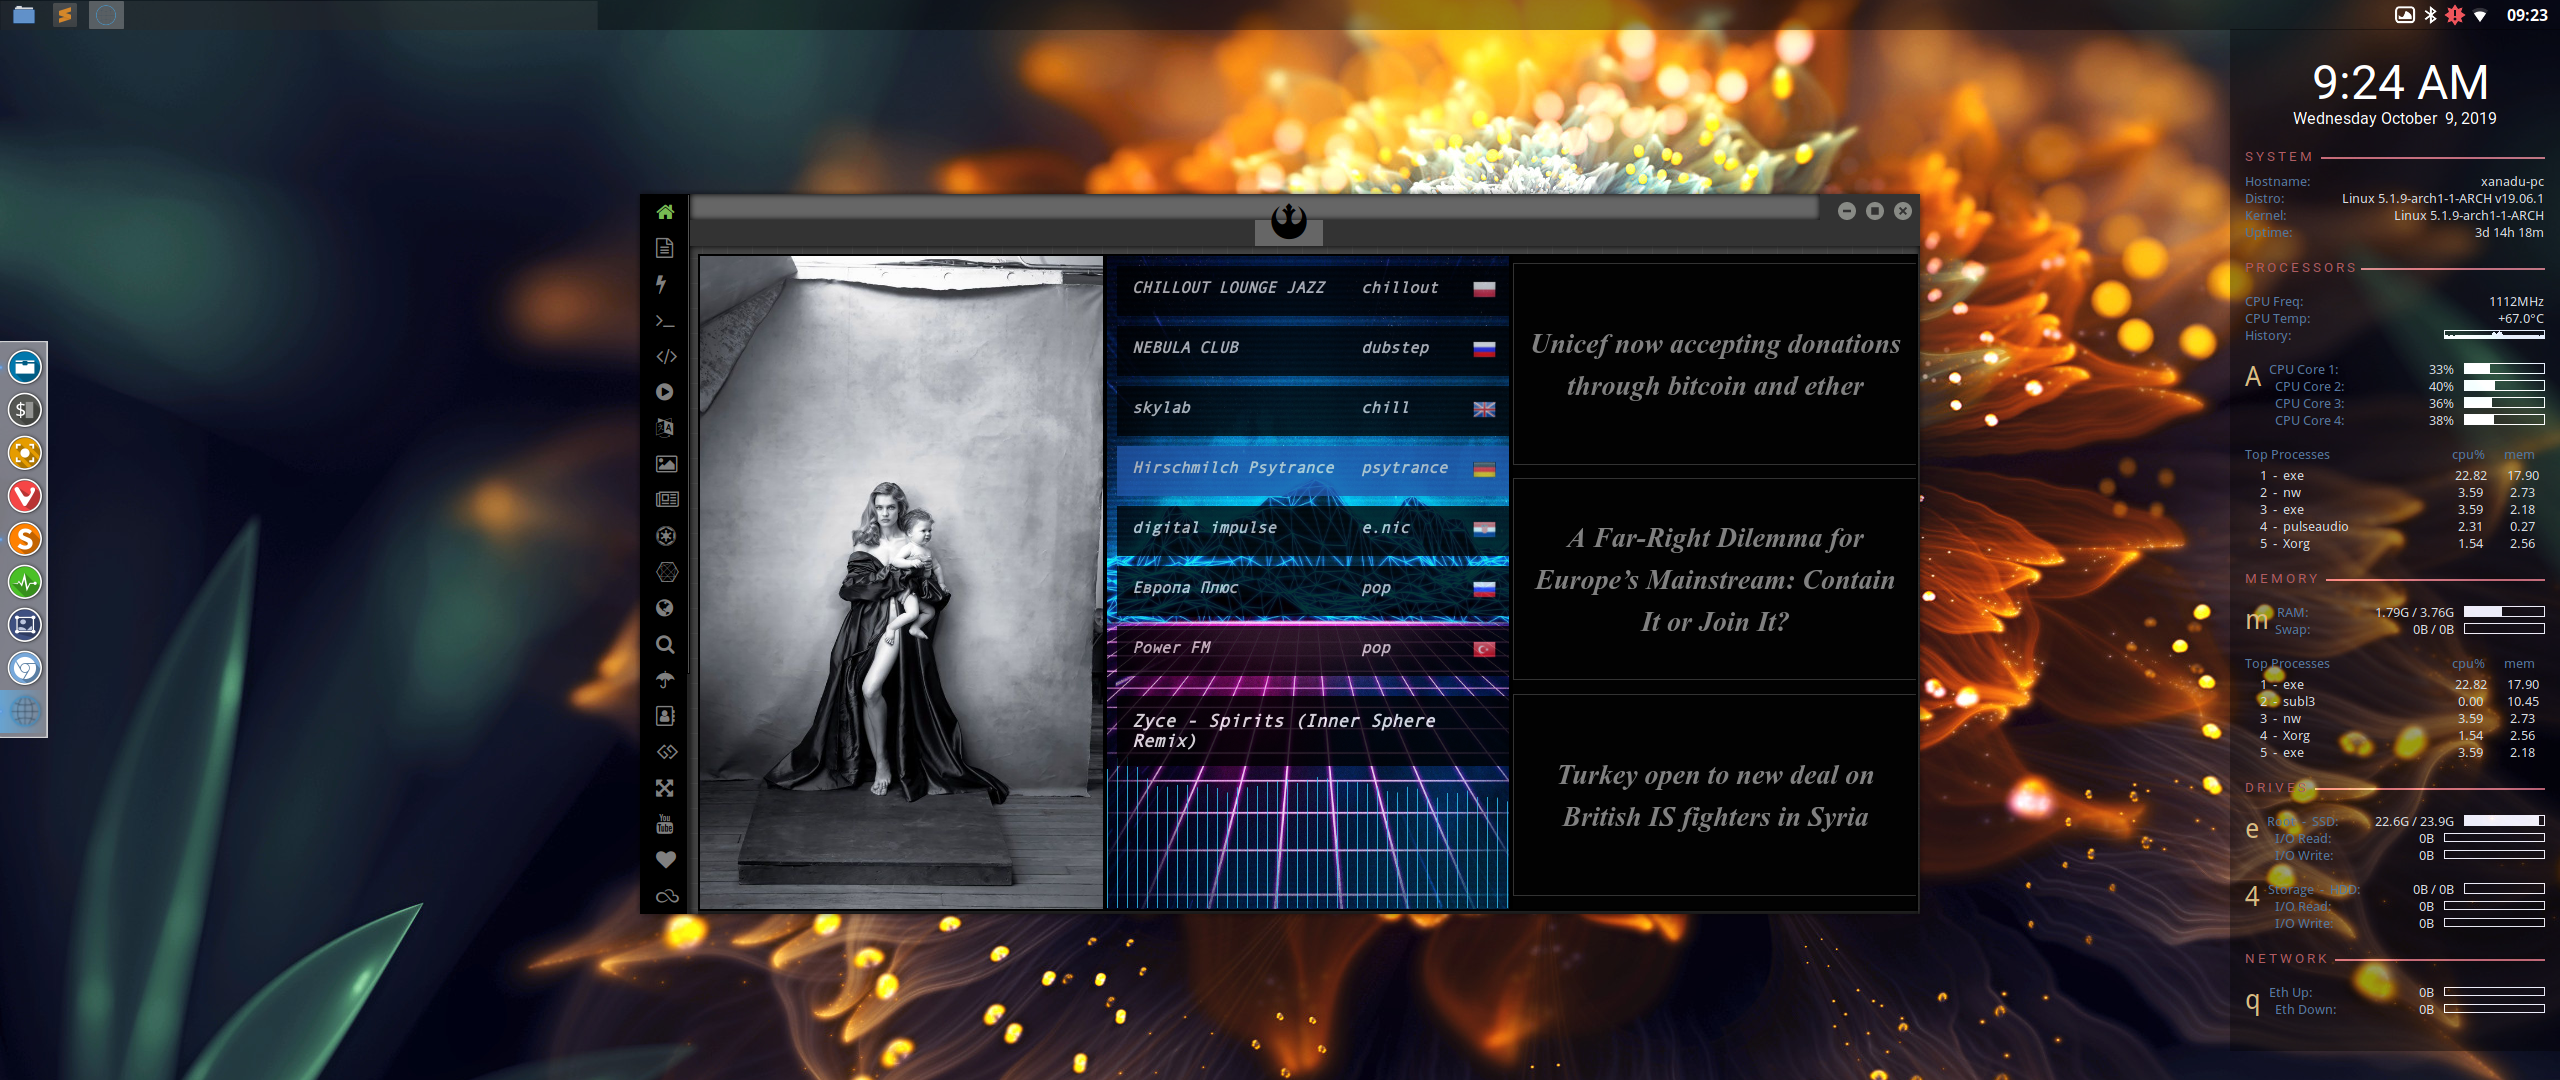 09:23
CHILLOUT LOUNGE JAZZ chillout
NEBULA CLUB dubstep
skylab chill
Hirschmilch Psytrance psytrance
digital impulse e.nic
Европа Плюс pop
Power FM pop
Zyce - Spirits (Inner Sphere
Remix)
Unicef now accepting donations
through bitcoin and ether
A Far-Right Dilemma for
Europe’s Mainstream: Contain
It or Join It?
Turkey open to new deal on
British IS fighters in Syria
You
Tube
9:24 AM
Wednesday October 9, 2019
SYSTEM
Hostname: xanadu-pc
Distro: Linux 5.1.9-arch1-1-ARCH v19.06.1
Kernel: Linux 5.1.9-arch1-1-ARCH
Uptime: 3d 14h 18m
PROCESSORS
CPU Freq: 1112MHz
CPU Temp: +67.0°C
History:
A CPU Core 1: 33%
CPU Core 2: 40%
CPU Core 3: 36%
CPU Core 4: 38%
Top Processes cpu% mem
1 - exe 22.82 17.90
2 - nw 3.59 2.73
3 - exe 3.59 2.18
4 - pulseaudio 2.31 0.27
5 - Xorg 1.54 2.56
MEMORY
m RAM: 1.79G / 3.76G
Swap: 0B / 0B
Top Processes cpu% mem
1 - exe 22.82 17.90
2 - subl3 0.00 10.45
3 - nw 3.59 2.73
4 - Xorg 1.54 2.56
5 - exe 3.59 2.18
DRIVES
e Root - SSD: 22.6G / 23.9G
I/O Read: 0B
I/O Write: 0B
4 Storage - HDD: 0B / 0B
I/O Read: 0B
I/O Write: 0B
NETWORK
q Eth Up: 0B
Eth Down: 0B